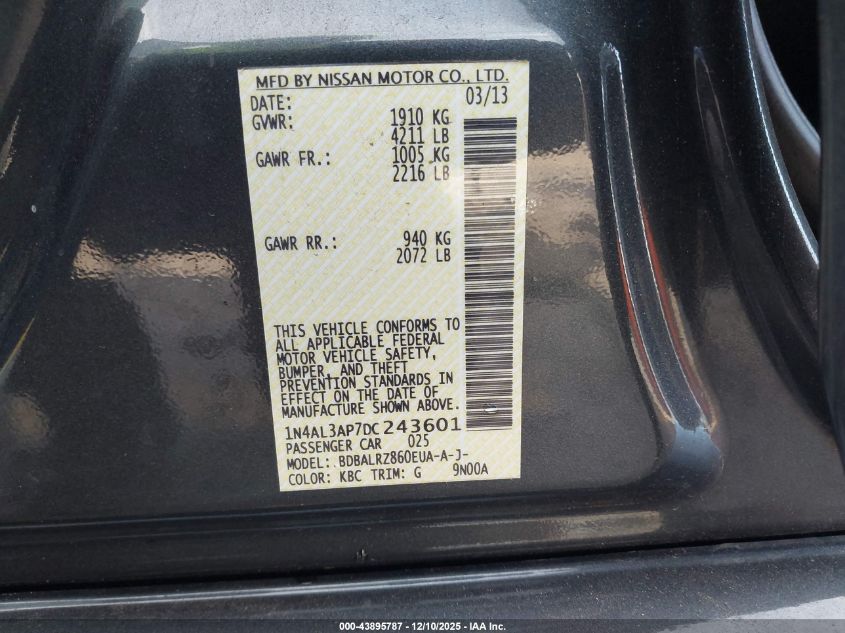 MFD BY NISSAN MOTOR CO., LTD.
DATE: 03/13
GVWR: 1910 KG
4211 LB
GAWR FR.: 1005 KG
2216 LB
GAWR RR.: 940 KG
2072 LB
THIS VEHICLE CONFORMS TO
ALL APPLICABLE FEDERAL
MOTOR VEHICLE SAFETY,
BUMPER, AND THEFT
PREVENTION STANDARDS IN
EFFECT ON THE DATE OF
MANUFACTURE SHOWN ABOVE.
1N4AL3AP7DC243601
PASSENGER CAR 025
MODEL: BDBALRZ860EUA-A-J-
COLOR: KBC TRIM: G 9N00A
000-43895787 - 12/10/2025 - IAA Inc.